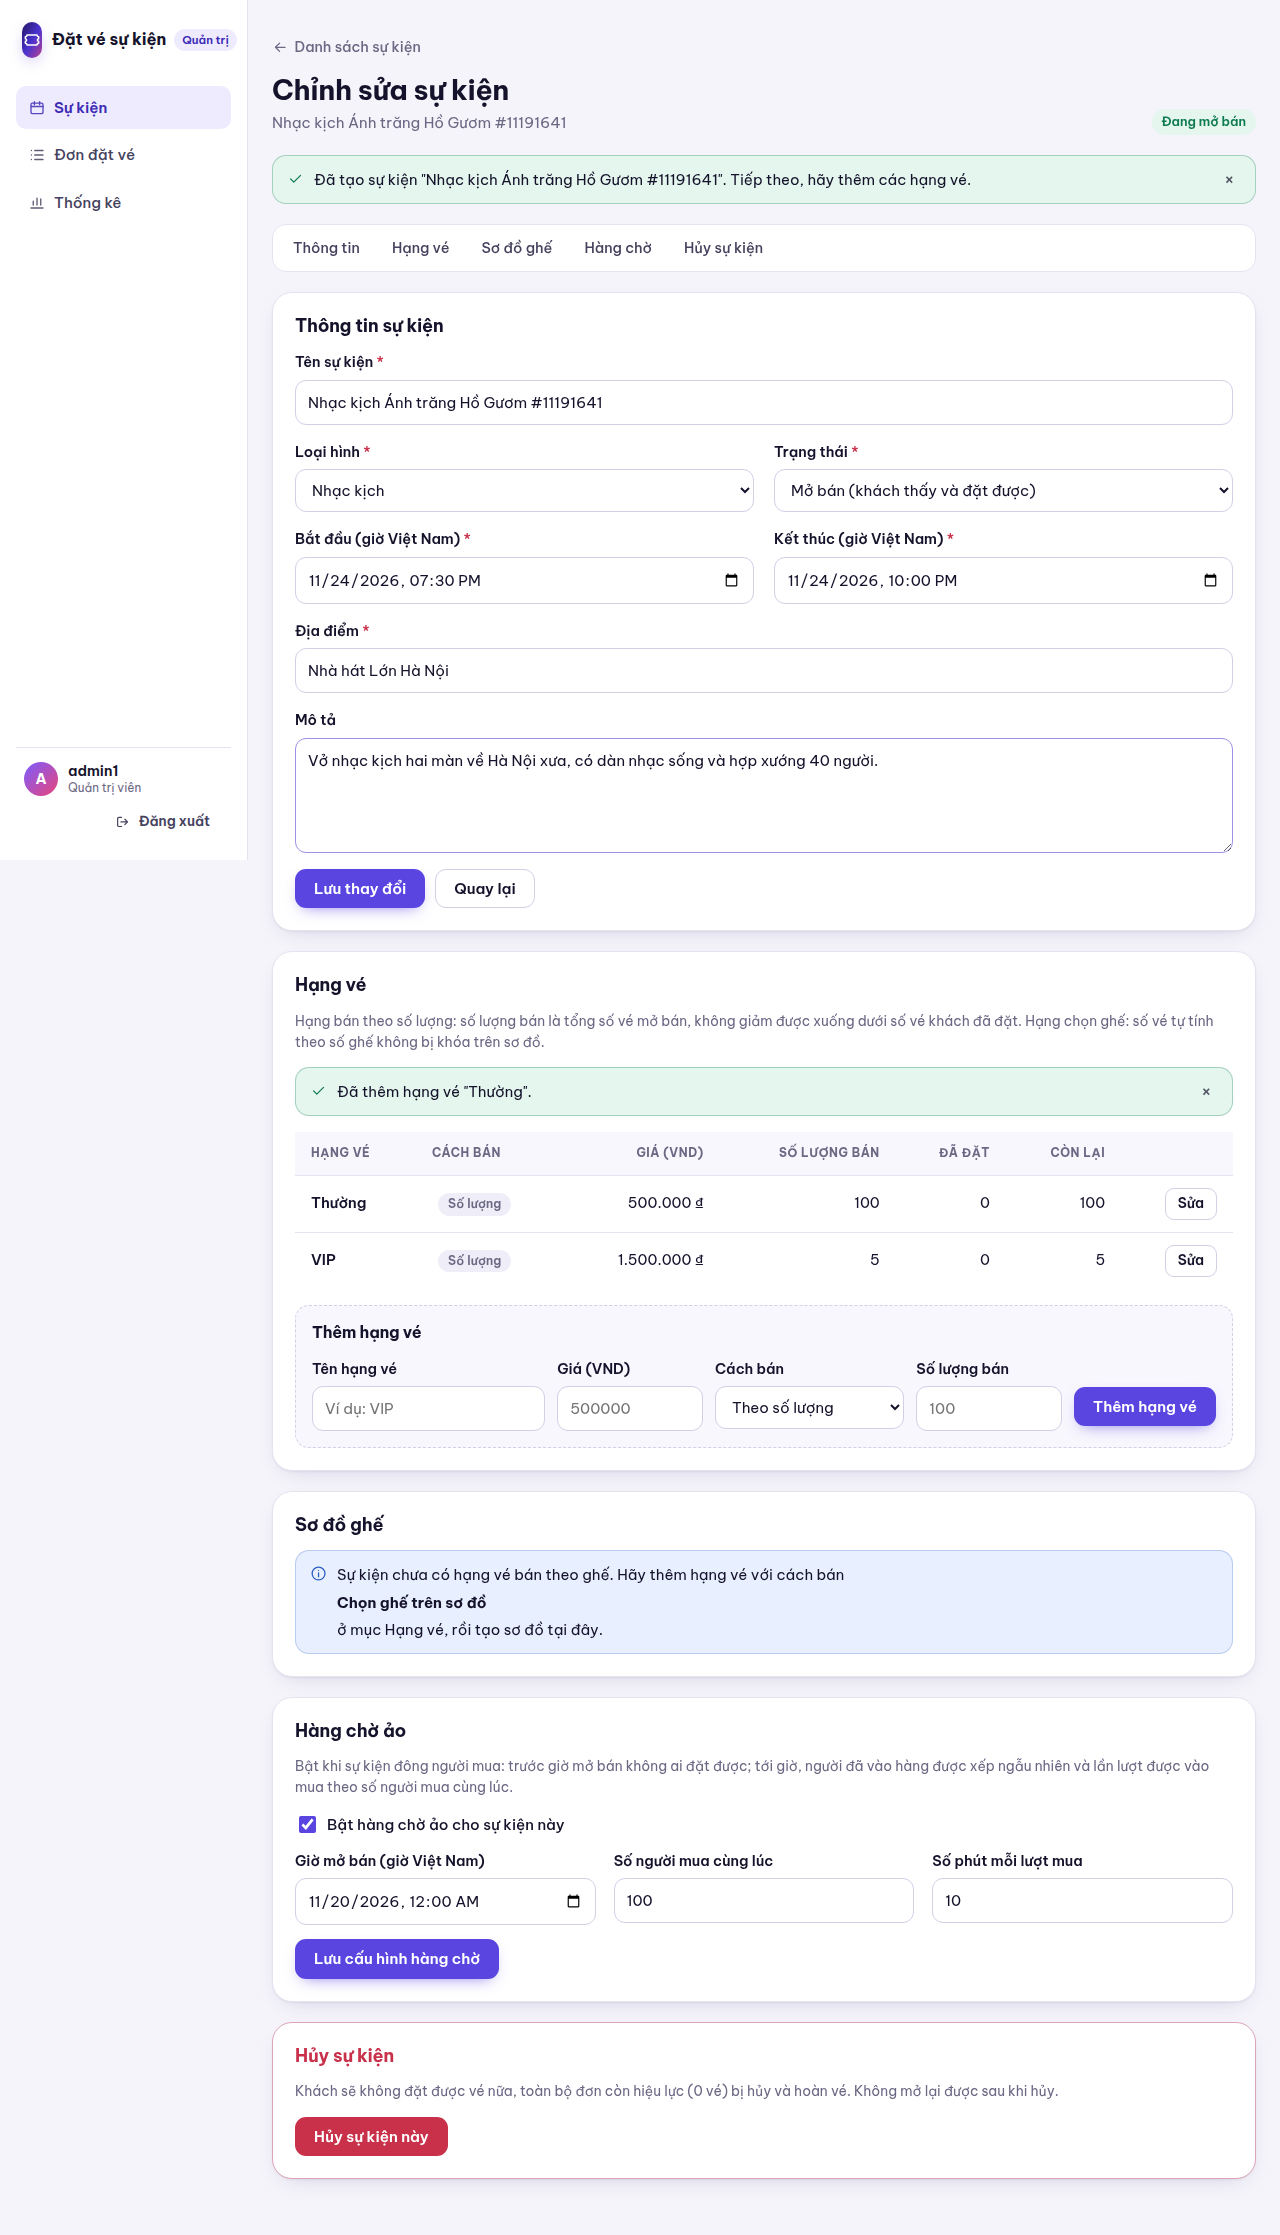 Đặt vé sự kiện Quản trị
Sự kiện
Đơn đặt vé
Thống kê
A
admin1
Quản trị viên
Đăng xuất
← Danh sách sự kiện
Chỉnh sửa sự kiện
Nhạc kịch Ánh trăng Hồ Gươm #11191641
Đang mở bán
Đã tạo sự kiện "Nhạc kịch Ánh trăng Hồ Gươm #11191641". Tiếp theo, hãy thêm các hạng vé. ×
Thông tin Hạng vé Sơ đồ ghế Hàng chờ Hủy sự kiện
Thông tin sự kiện
Tên sự kiện *
Nhạc kịch Ánh trăng Hồ Gươm #11191641
Loại hình * Trạng thái *
Nhạc kịch Mở bán (khách thấy và đặt được)
Bắt đầu (giờ Việt Nam) * Kết thúc (giờ Việt Nam) *
11/24/2026, 07:30 PM 11/24/2026, 10:00 PM
Địa điểm *
Nhà hát Lớn Hà Nội
Mô tả
Vở nhạc kịch hai màn về Hà Nội xưa, có dàn nhạc sống và hợp xướng 40 người.
Lưu thay đổi Quay lại
Hạng vé
Hạng bán theo số lượng: số lượng bán là tổng số vé mở bán, không giảm được xuống dưới số vé khách đã đặt. Hạng chọn ghế: số vé tự tính
theo số ghế không bị khóa trên sơ đồ.
Đã thêm hạng vé "Thường". ×
HẠNG VÉ CÁCH BÁN GIÁ (VND) SỐ LƯỢNG BÁN ĐÃ ĐẶT CÒN LẠI
Thường Số lượng 500.000 ₫ 100 0 100 Sửa
VIP Số lượng 1.500.000 ₫ 5 0 5 Sửa
Thêm hạng vé
Tên hạng vé Giá (VND) Cách bán Số lượng bán
Ví dụ: VIP 500000 Theo số lượng 100 Thêm hạng vé
Sơ đồ ghế
Sự kiện chưa có hạng vé bán theo ghế. Hãy thêm hạng vé với cách bán
Chọn ghế trên sơ đồ
ở mục Hạng vé, rồi tạo sơ đồ tại đây.
Hàng chờ ảo
Bật khi sự kiện đông người mua: trước giờ mở bán không ai đặt được; tới giờ, người đã vào hàng được xếp ngẫu nhiên và lần lượt được vào
mua theo số người mua cùng lúc.
Bật hàng chờ ảo cho sự kiện này
Giờ mở bán (giờ Việt Nam) Số người mua cùng lúc Số phút mỗi lượt mua
11/20/2026, 12:00 AM 100 10
Lưu cấu hình hàng chờ
Hủy sự kiện
Khách sẽ không đặt được vé nữa, toàn bộ đơn còn hiệu lực (0 vé) bị hủy và hoàn vé. Không mở lại được sau khi hủy.
Hủy sự kiện này